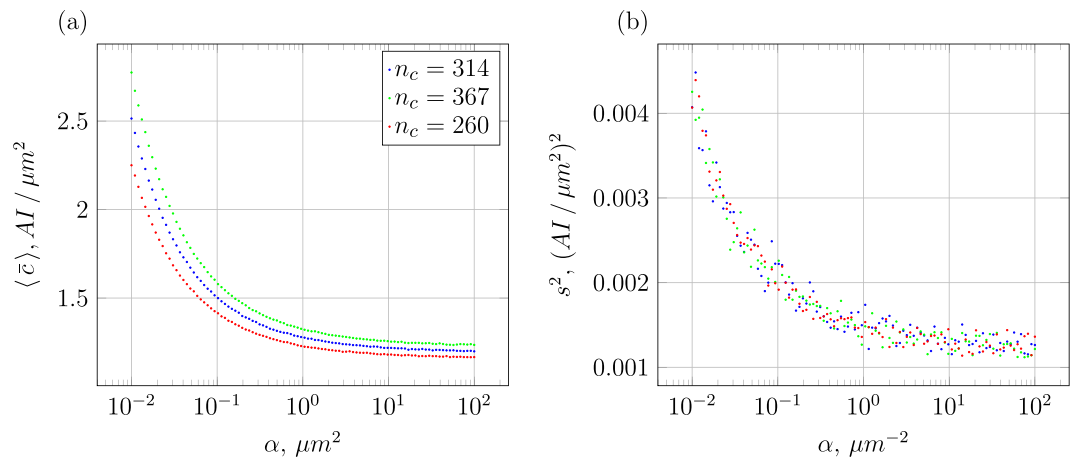 (a)
n_c = 314
n_c = 367
n_c = 260
2.5
2
1.5
⟨c̄⟩, AI / μm²
10⁻² 10⁻¹ 10⁰ 10¹ 10²
α, μm²
(b)
0.004
0.003
0.002
0.001
s², (AI / μm²)²
10⁻² 10⁻¹ 10⁰ 10¹ 10²
α, μm⁻²